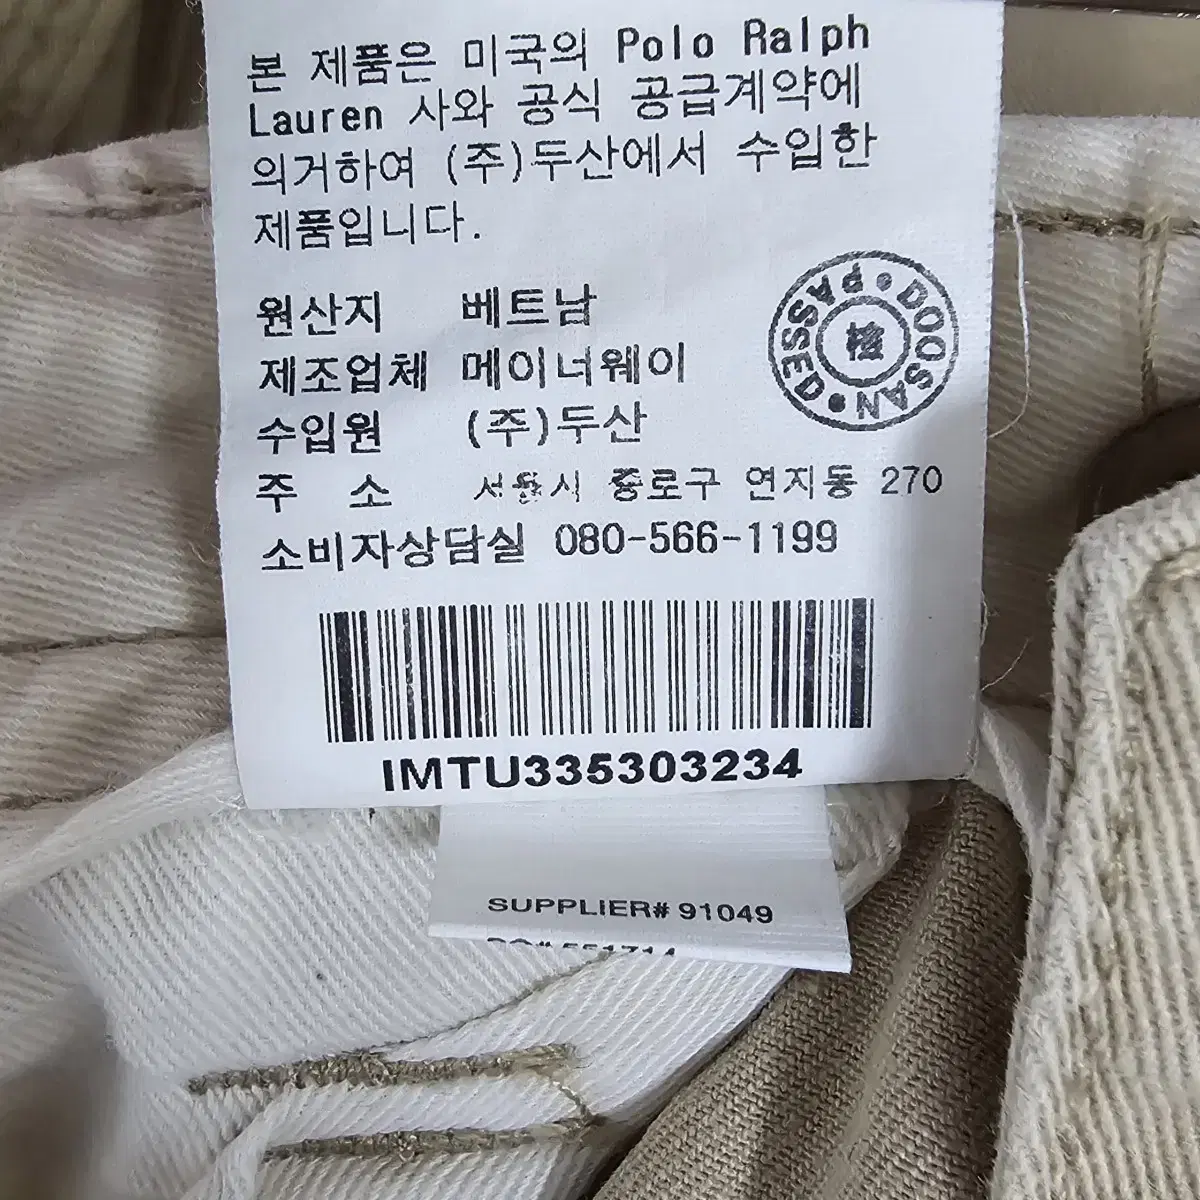 본 제품은 미국의 Polo Ralph
Lauren 사와 공식 공급계약에
의거하여 (주)두산에서 수입한
제품입니다.
원산지 베트남
제조업체 메이너웨이
수입원 (주)두산
주 소 서울시 종로구 연지동 270
소비자상담실 080-566-1199
DOOSAN • PASSED •
檢
IMTU335303234
SUPPLIER# 91049
PO# 551714